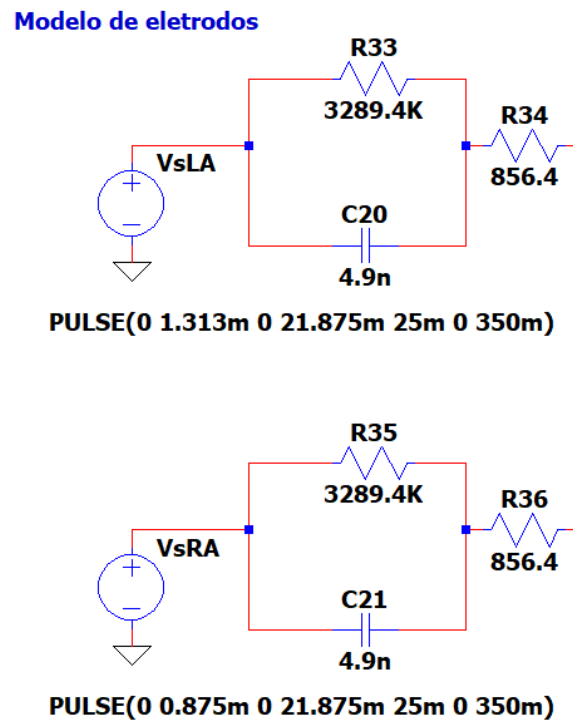 Modelo de eletrodos
R33
3289.4K
R34
856.4
VsLA
C20
4.9n
PULSE(0 1.313m 0 21.875m 25m 0 350m)
R35
3289.4K
R36
856.4
VsRA
C21
4.9n
PULSE(0 0.875m 0 21.875m 25m 0 350m)